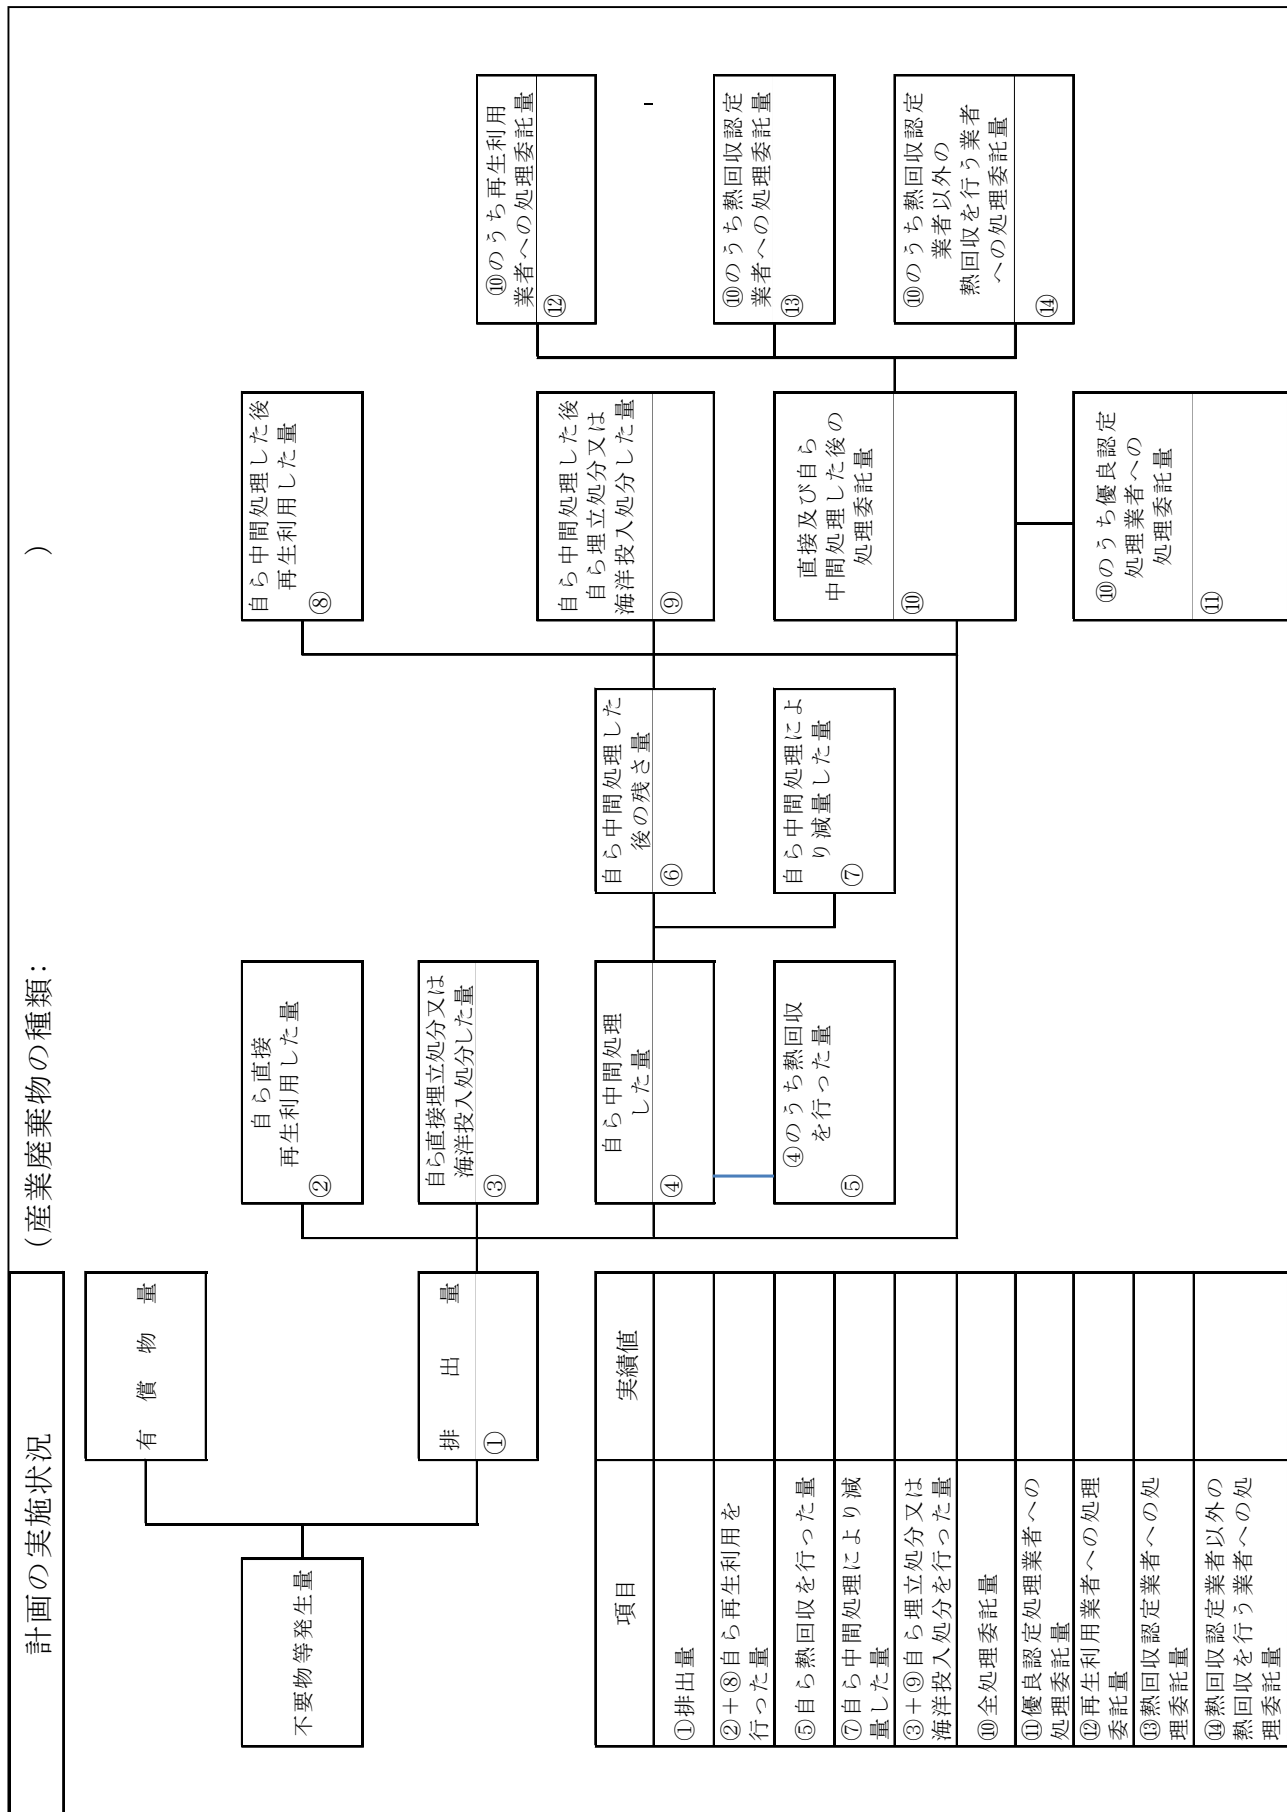 計画の実施状況
(産業廃棄物の種類：
)
不要物等発生量
有償物量
排出量
①
自ら直接
再生利用した量
②
自ら直接埋立処分又は
海洋投入処分した量
③
自ら中間処理
した量
④
④のうち熱回収
を行った量
⑤
自ら中間処理した
後の残さ量
⑥
自ら中間処理によ
り減量した量
⑦
自ら中間処理した後
再生利用した量
⑧
自ら中間処理した後
自ら埋立処分又は
海洋投入処分した量
⑨
直接及び自ら
中間処理した後の
処理委託量
⑩
⑩のうち優良認定
処理業者への
処理委託量
⑪
⑩のうち再生利用
業者への処理委託量
⑫
⑩のうち熱回収認定
業者への処理委託量
⑬
⑩のうち熱回収認定
業者以外の
熱回収を行う業者
への処理委託量
⑭
項目
実績値
①排出量
②＋⑧自ら再生利用を
行った量
⑤自ら熱回収を行った量
⑦自ら中間処理により減
量した量
③＋⑨自ら埋立処分又は
海洋投入処分を行った量
⑩全処理委託量
⑪優良認定処理業者への
処理委託量
⑫再生利用業者への処理
委託量
⑬熱回収認定業者への処
理委託量
⑭熱回収認定業者以外の
熱回収を行う業者への処
理委託量